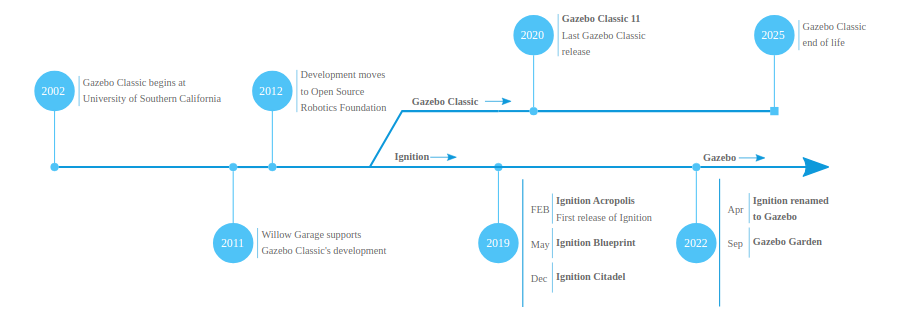 2002
Gazebo Classic begins at
University of Southern California
2011
Willow Garage supports
Gazebo Classic's development
2012
Development moves
to Open Source
Robotics Foundation
Gazebo Classic
2020
Gazebo Classic 11
Last Gazebo Classic
release
2025
Gazebo Classic
end of life
Ignition
2019
FEB
Ignition Acropolis
First release of Ignition
May
Ignition Blueprint
Dec
Ignition Citadel
Gazebo
2022
Apr
Ignition renamed
to Gazebo
Sep
Gazebo Garden